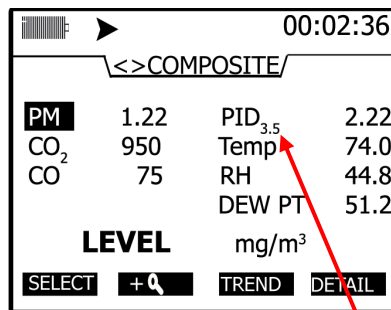 00:02:36
<>COMPOSITE/
PM 1.22 PID3.5 2.22
CO2 950 Temp 74.0
CO 75 RH 44.8
DEW PT 51.2
LEVEL mg/m³
SELECT + TREND DETAIL